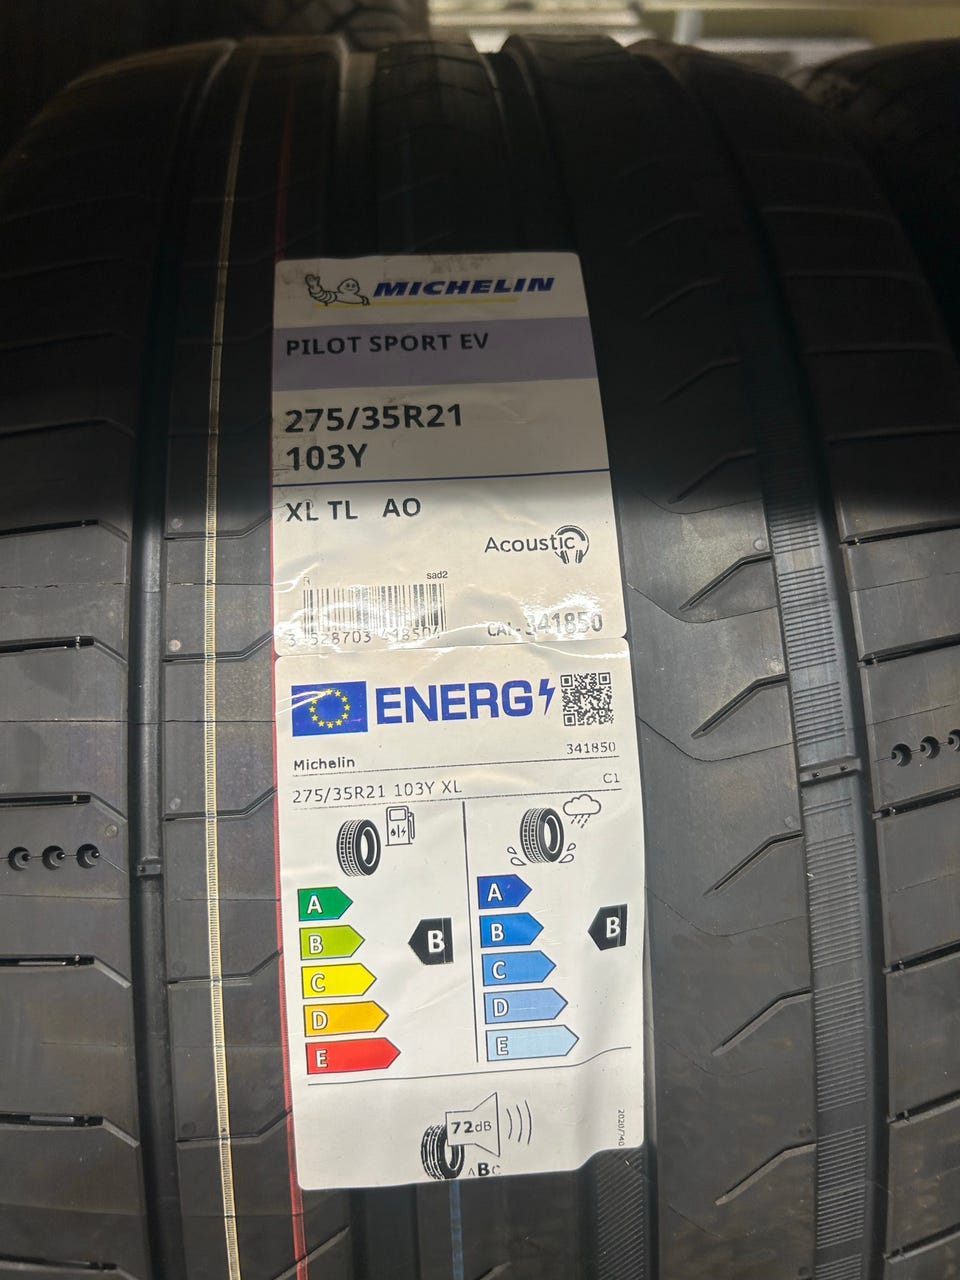 MICHELIN
PILOT SPORT EV
275/35R21
103Y
XL TL AO
Acoustic
sad2
CAI- 341850
ENERG
Michelin
341850
275/35R21 103Y XL
C1
A
B
C
D
E
B
A
B
C
D
E
B
72dB
ABC
2020/740